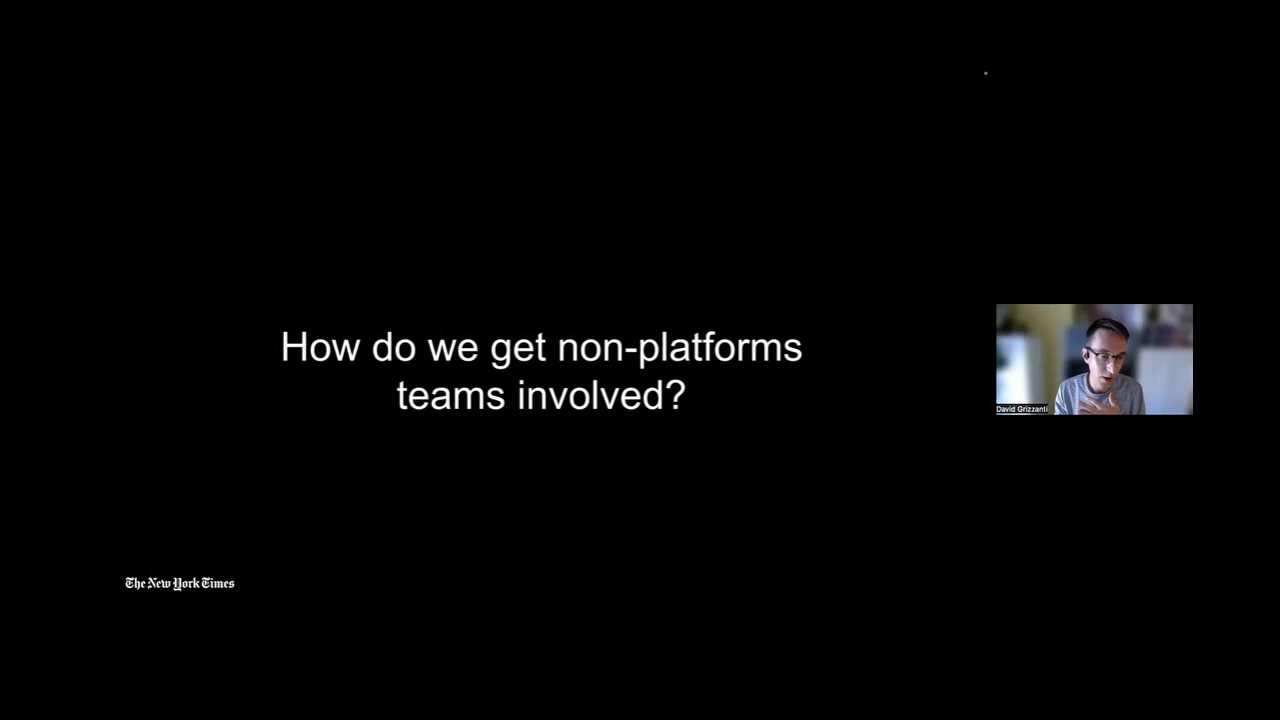 How do we get non-platforms
teams involved?
David Grizzanti
The New York Times